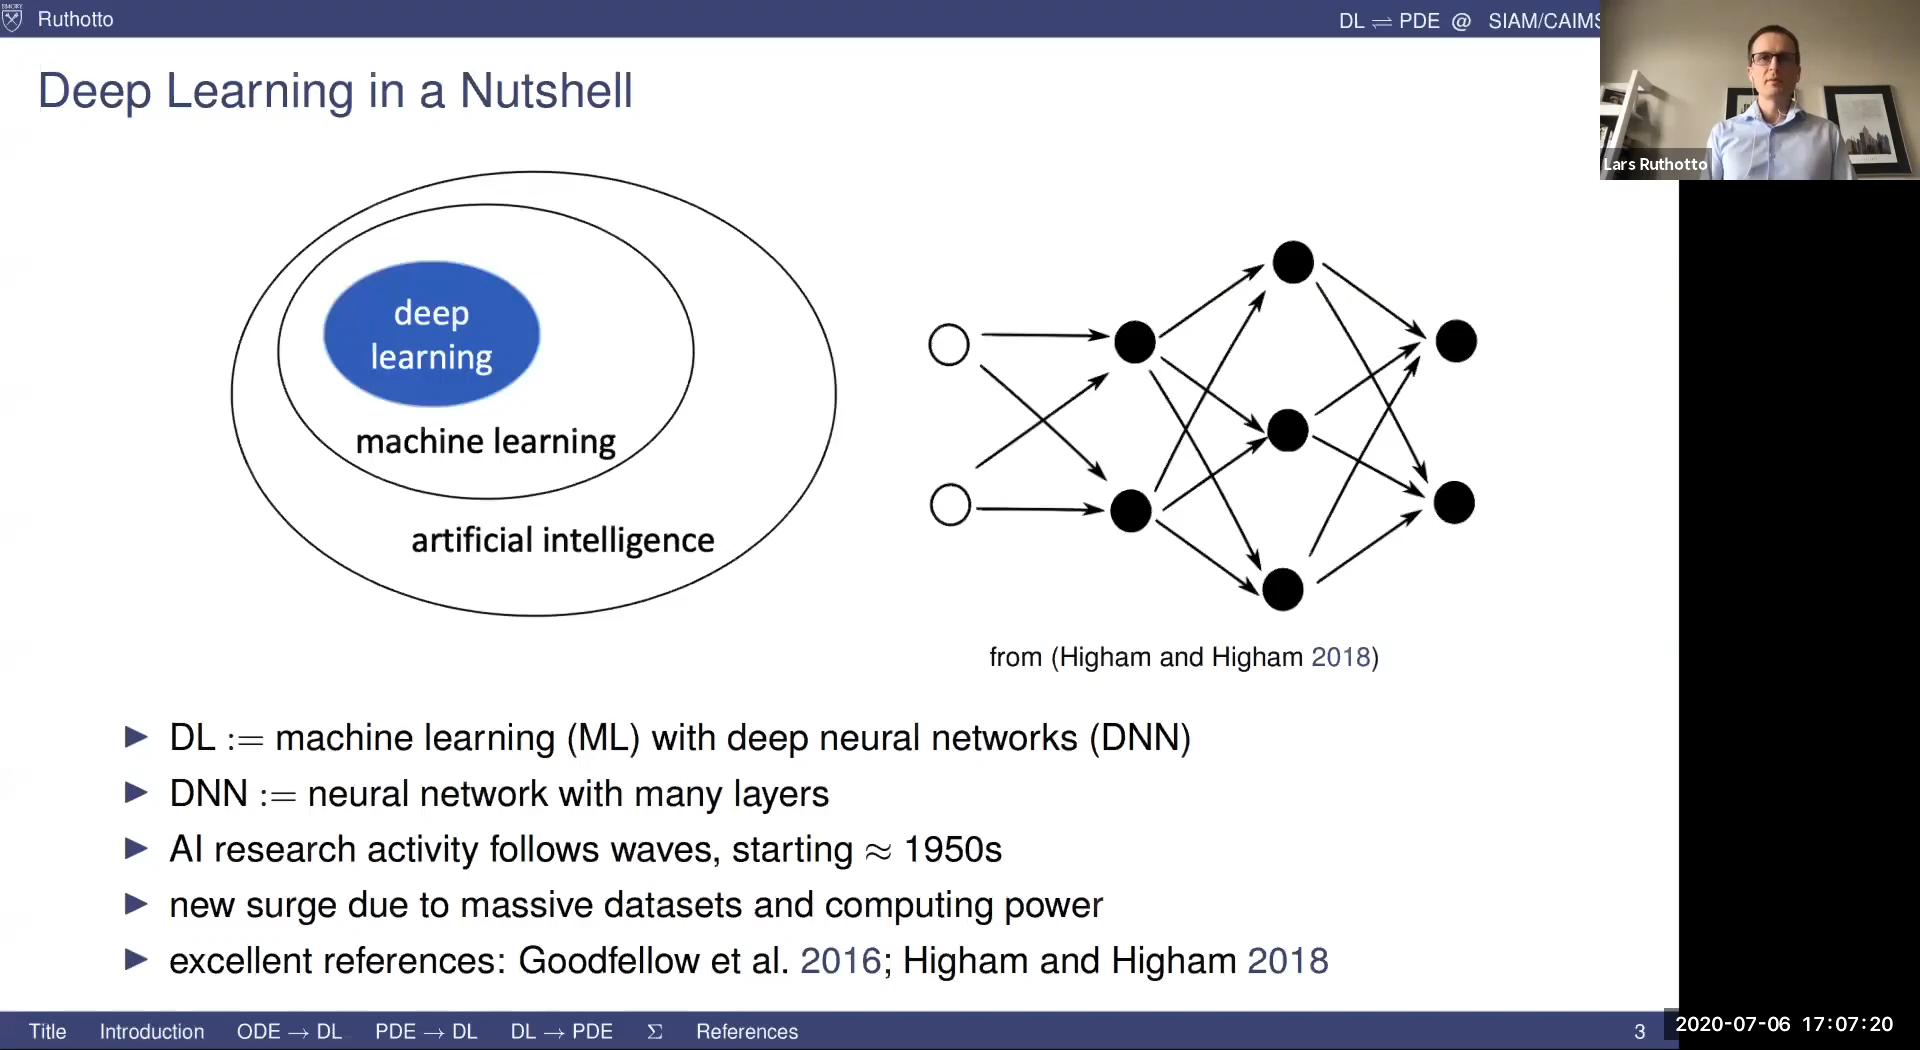 EMORY
Ruthotto
DL ⇌ PDE @ SIAM/CAIMS
Deep Learning in a Nutshell
Lars Ruthotto
deep
learning
machine learning
artificial intelligence
from (Higham and Higham 2018)
▶ DL := machine learning (ML) with deep neural networks (DNN)
▶ DNN := neural network with many layers
▶ AI research activity follows waves, starting ≈ 1950s
▶ new surge due to massive datasets and computing power
▶ excellent references: Goodfellow et al. 2016; Higham and Higham 2018
Title Introduction ODE → DL PDE → DL DL → PDE Σ References 3
2020-07-06 17:07:20